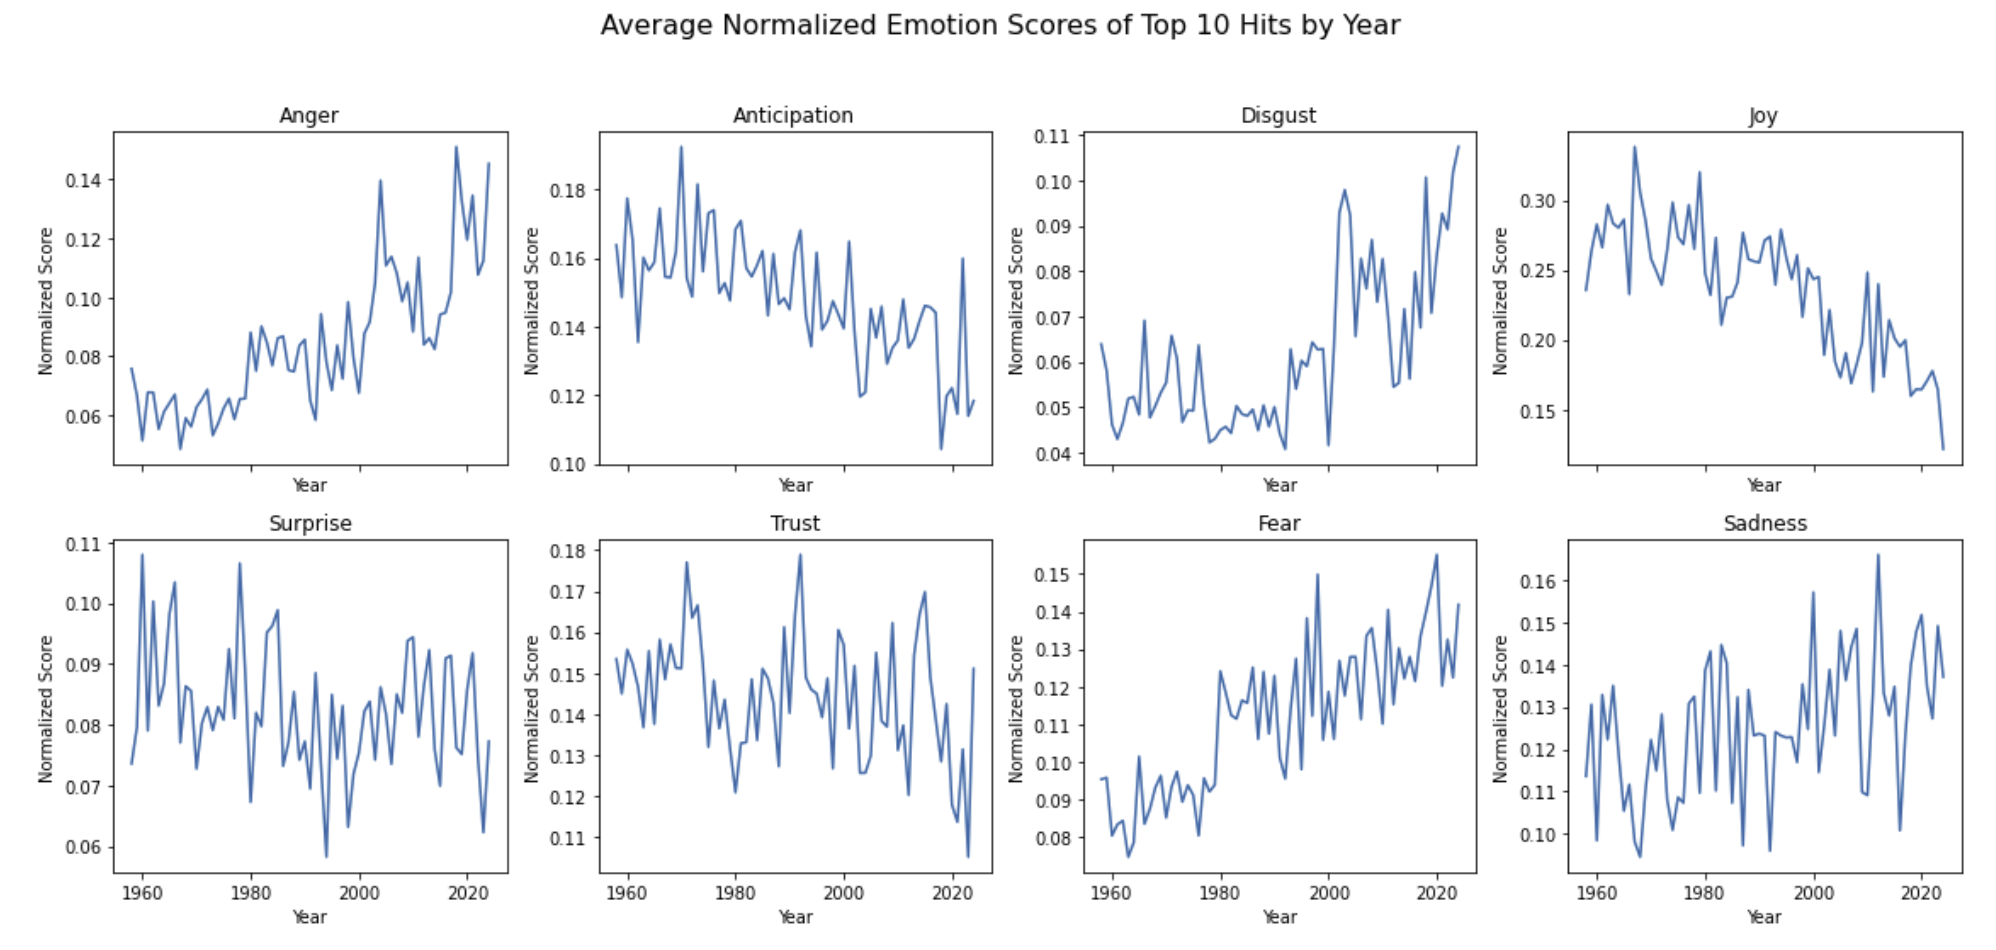 Average Normalized Emotion Scores of Top 10 Hits by Year
Anger
Normalized Score
0.14
0.12
0.10
0.08
0.06
Year
Anticipation
Normalized Score
0.18
0.16
0.14
0.12
0.10
Year
Disgust
Normalized Score
0.11
0.10
0.09
0.08
0.07
0.06
0.05
0.04
Year
Joy
Normalized Score
0.30
0.25
0.20
0.15
Year
Surprise
Normalized Score
0.11
0.10
0.09
0.08
0.07
0.06
1960 1980 2000 2020
Year
Trust
Normalized Score
0.18
0.17
0.16
0.15
0.14
0.13
0.12
0.11
1960 1980 2000 2020
Year
Fear
Normalized Score
0.15
0.14
0.13
0.12
0.11
0.10
0.09
0.08
1960 1980 2000 2020
Year
Sadness
Normalized Score
0.16
0.15
0.14
0.13
0.12
0.11
0.10
1960 1980 2000 2020
Year